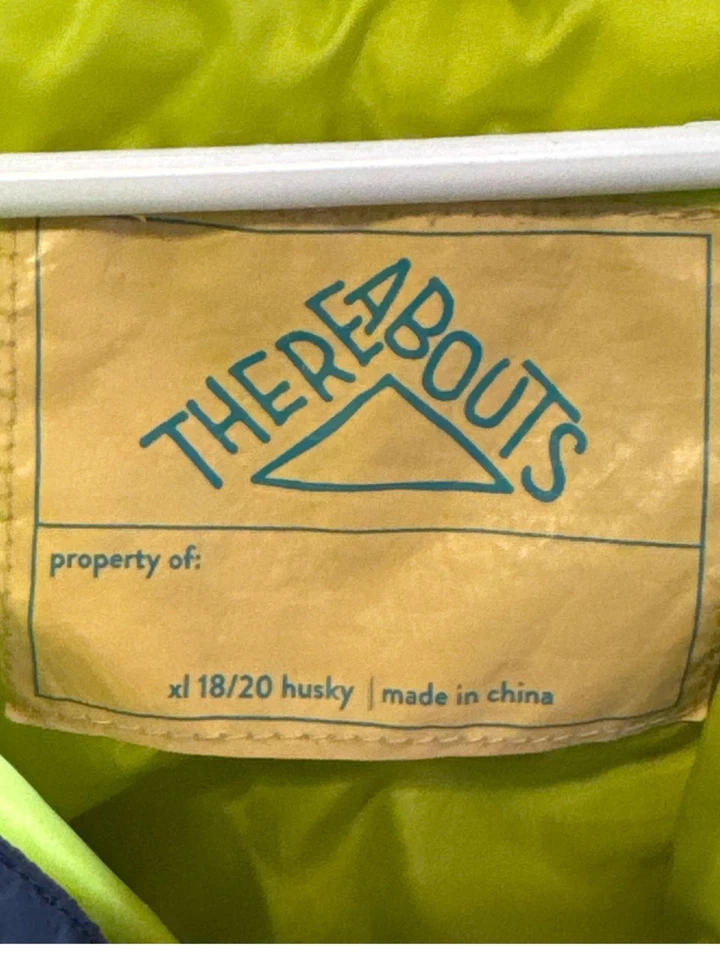 THEREABOUTS
property of:
xl 18/20 husky | made in china